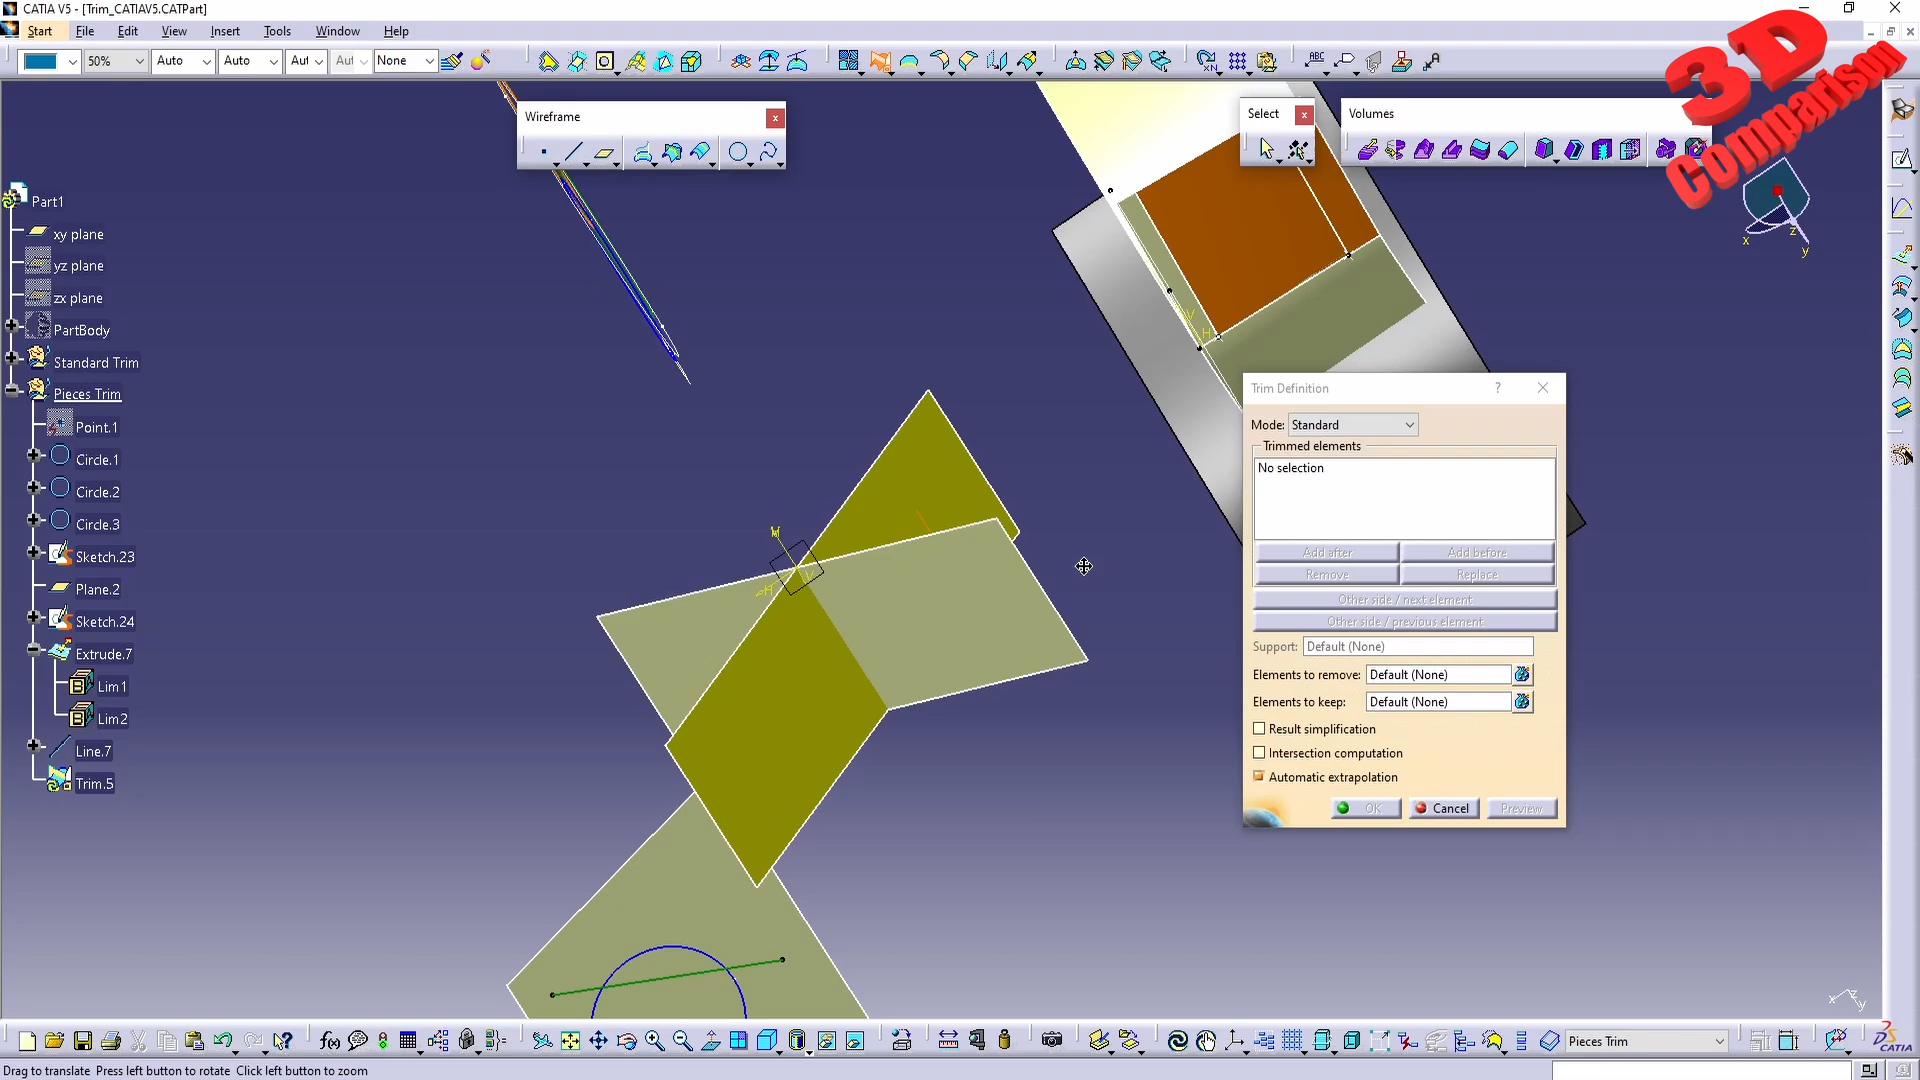 CATIA V5 - [Trim_CATIAV5.CATPart]
Start File Edit View Insert Tools Window Help
50% Auto Auto Aut Aut None
3D
Comparison
Wireframe
Select
Volumes
Part1
xy plane
yz plane
zx plane
PartBody
Standard Trim
Pieces Trim
Point.1
Circle.1
Circle.2
Circle.3
Sketch.23
Plane.2
Sketch.24
Extrude.7
Lim1
Lim2
Line.7
Trim.5
x
z
y
V
H
H
Trim Definition ?
Mode: Standard
Trimmed elements
No selection
Add after Add before
Remove Replace
Other side / next element
Other side / previous element
Support: Default (None)
Elements to remove: Default (None)
Elements to keep: Default (None)
Result simplification
Intersection computation
Automatic extrapolation
OK Cancel Preview
x z y
f(x)
Pieces Trim
CATIA
Drag to translate Press left button to rotate Click left button to zoom